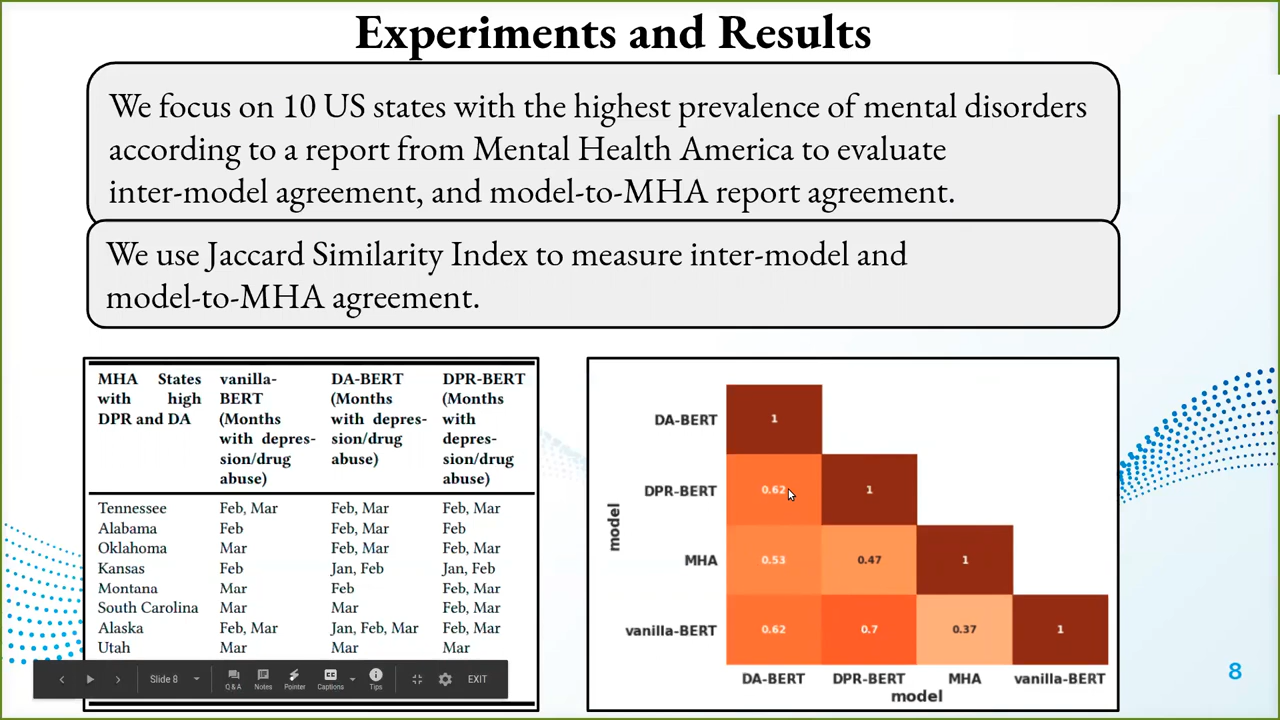 Experiments and Results
We focus on 10 US states with the highest prevalence of mental disorders
according to a report from Mental Health America to evaluate
inter-model agreement, and model-to-MHA report agreement.
We use Jaccard Similarity Index to measure inter-model and
model-to-MHA agreement.
MHA States vanilla- DA-BERT DPR-BERT
with high BERT (Months (Months
DPR and DA (Months with depres- with
with depres- sion/drug depres-
sion/drug abuse) sion/drug
abuse) abuse)
Tennessee Feb, Mar Feb, Mar Feb, Mar
Alabama Feb Feb, Mar Feb
Oklahoma Mar Feb, Mar Feb, Mar
Kansas Feb Jan, Feb Jan, Feb
Montana Mar Feb Feb, Mar
South Carolina Mar Mar Feb, Mar
Alaska Feb, Mar Jan, Feb, Mar Feb, Mar
Utah Mar Mar Mar
Slide 8 Q & A Notes Pointer Captions Tips EXIT
model
DA-BERT 1
DPR-BERT 0.62 1
MHA 0.53 0.47 1
vanilla-BERT 0.62 0.7 0.37 1
DA-BERT DPR-BERT MHA vanilla-BERT
model
8